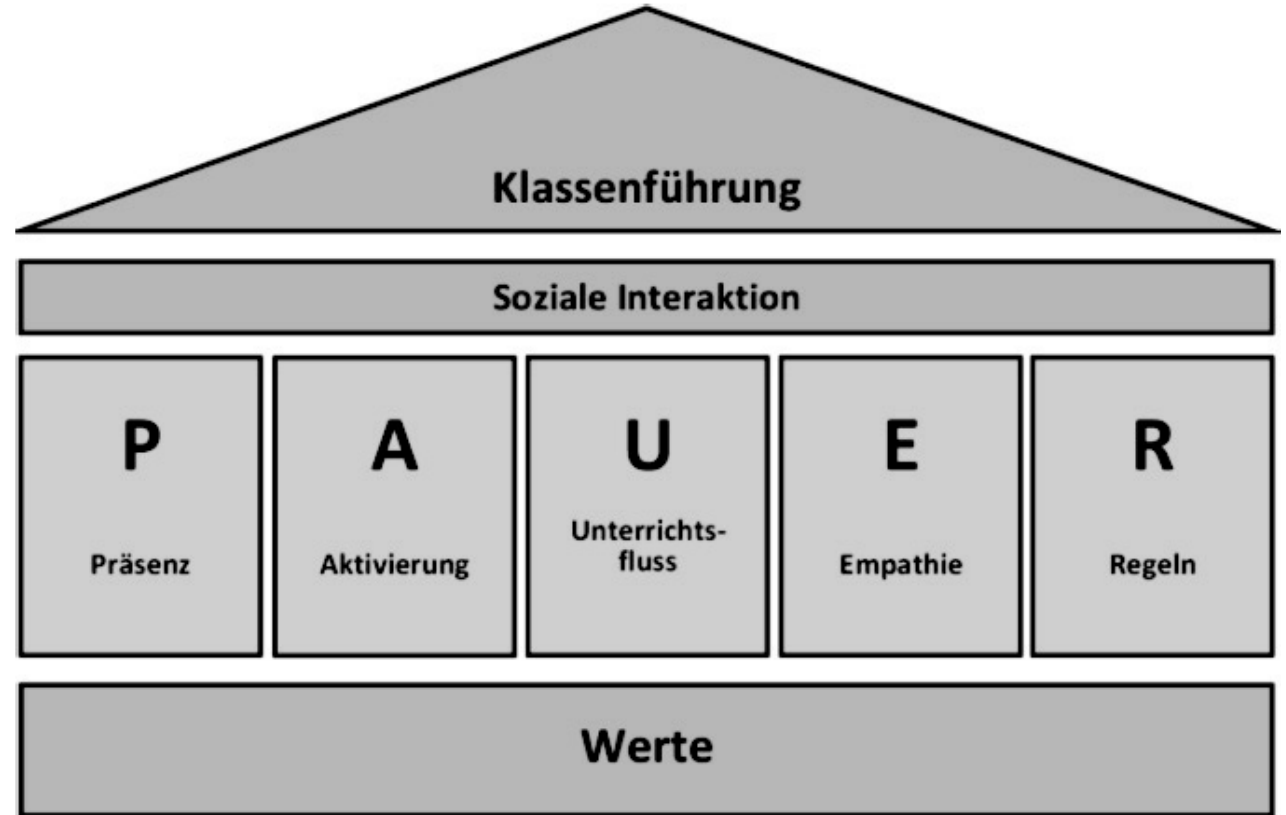 Klassenführung
Soziale Interaktion
P
Präsenz
A
Aktivierung
U
Unterrichts-
fluss
E
Empathie
R
Regeln
Werte